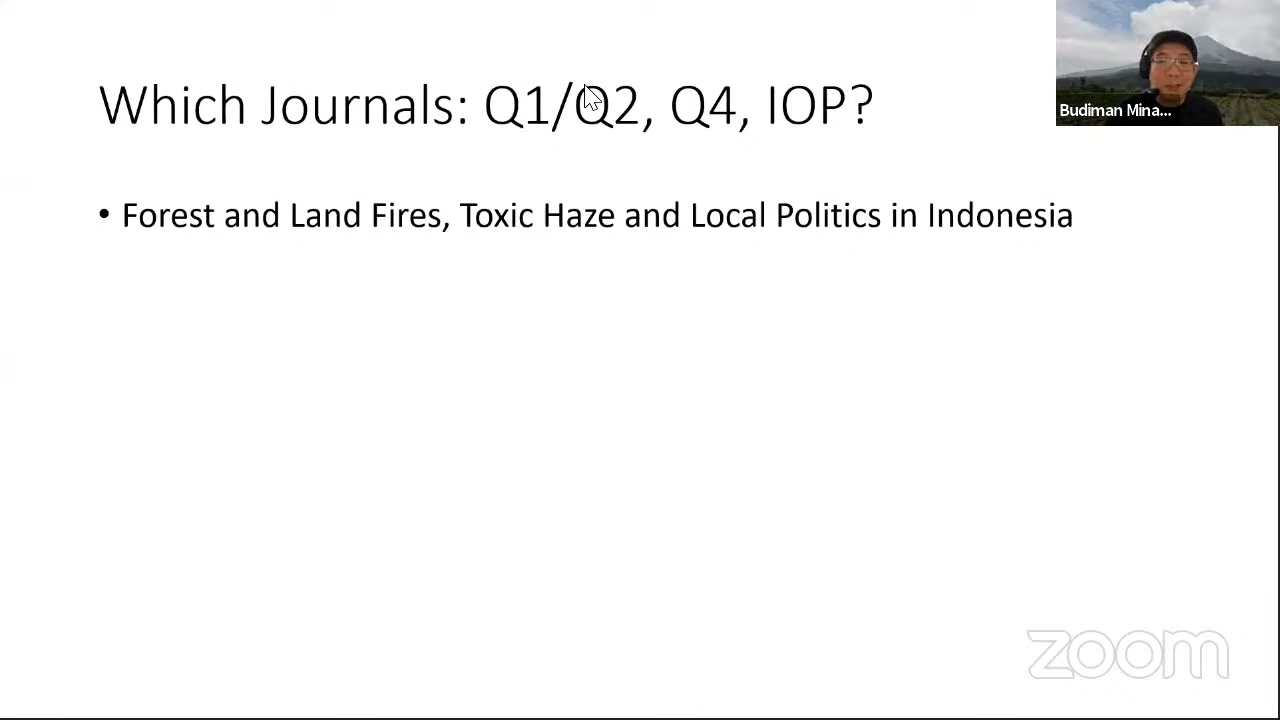 Which Journals: Q1/Q2, Q4, IOP?
Budiman Mina...
• Forest and Land Fires, Toxic Haze and Local Politics in Indonesia
zoom